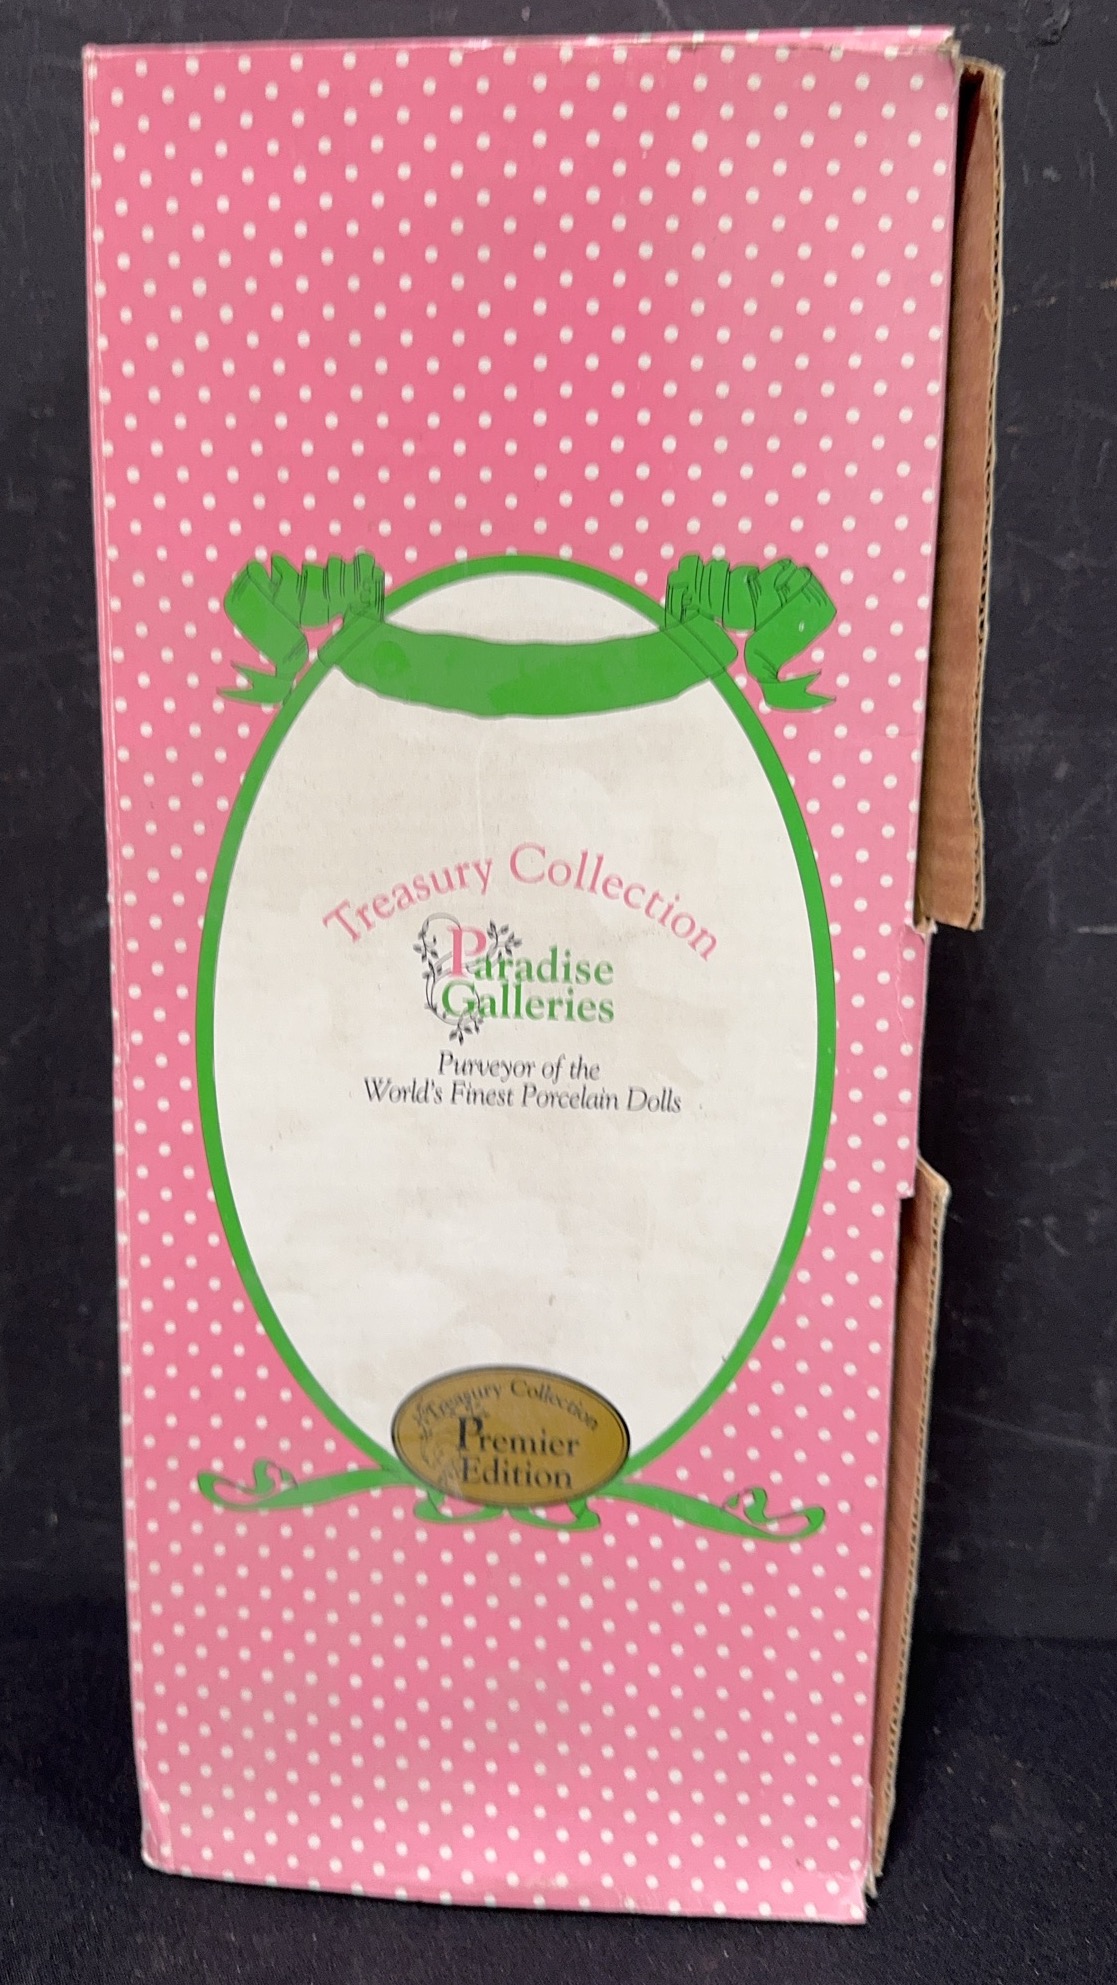 Treasury Collection
Paradise
Galleries
Purveyor of the
World's Finest Porcelain Dolls
Treasury Collection
Premier
Edition